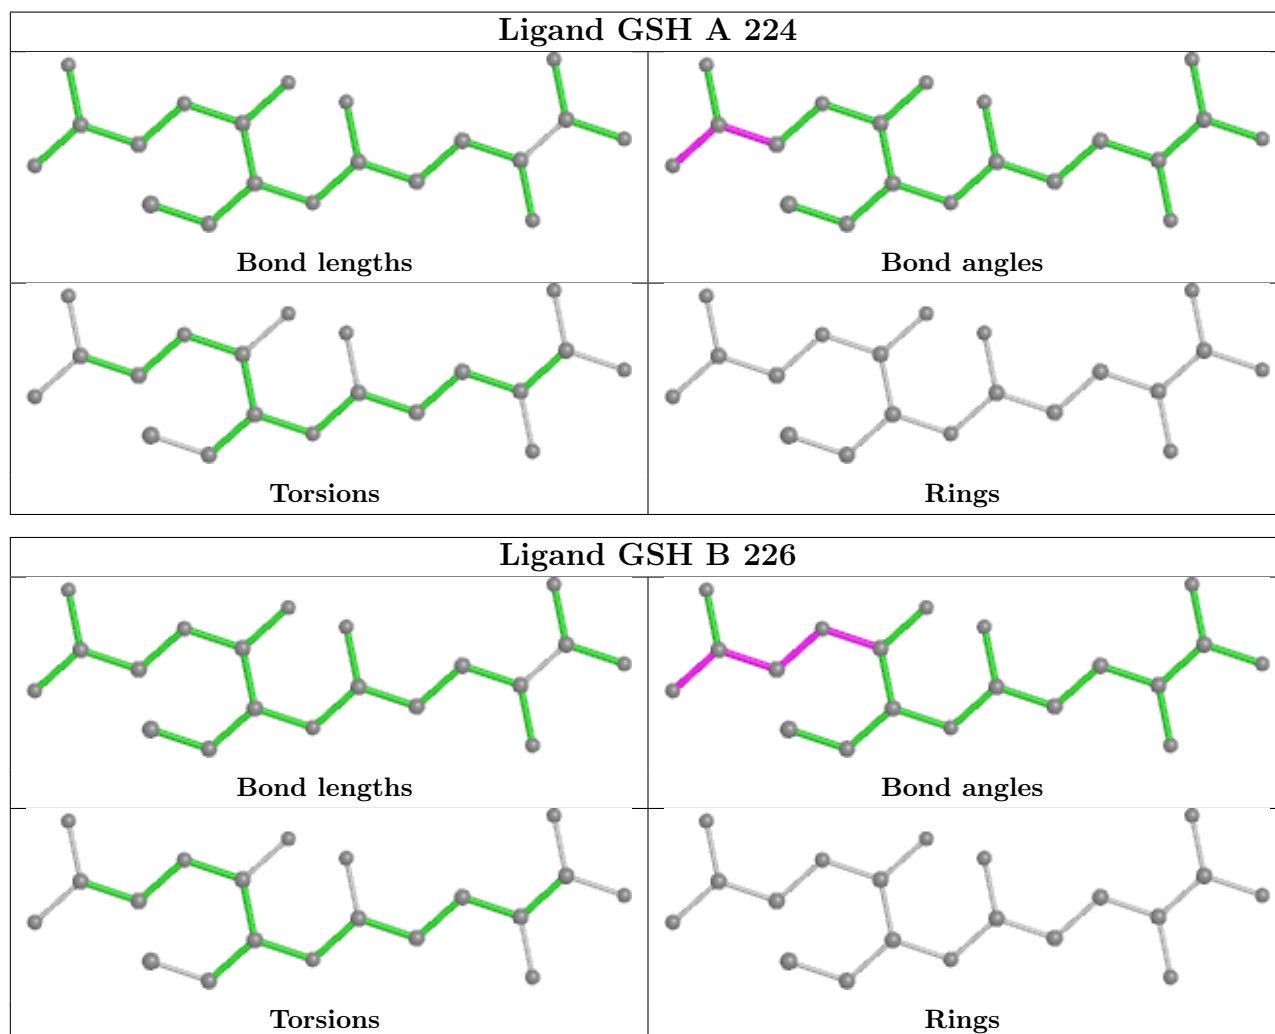 Ligand GSH A 224
Bond lengths
Bond angles
Torsions
Rings
Ligand GSH B 226
Bond lengths
Bond angles
Torsions
Rings